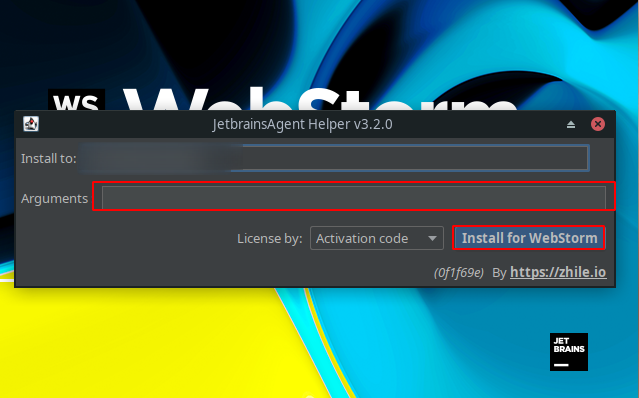 WS WebStorm
JetbrainsAgent Helper v3.2.0
Install to:
Arguments
License by: Activation code Install for WebStorm
(0f1f69e) By https://zhile.io
JET
BRAINS